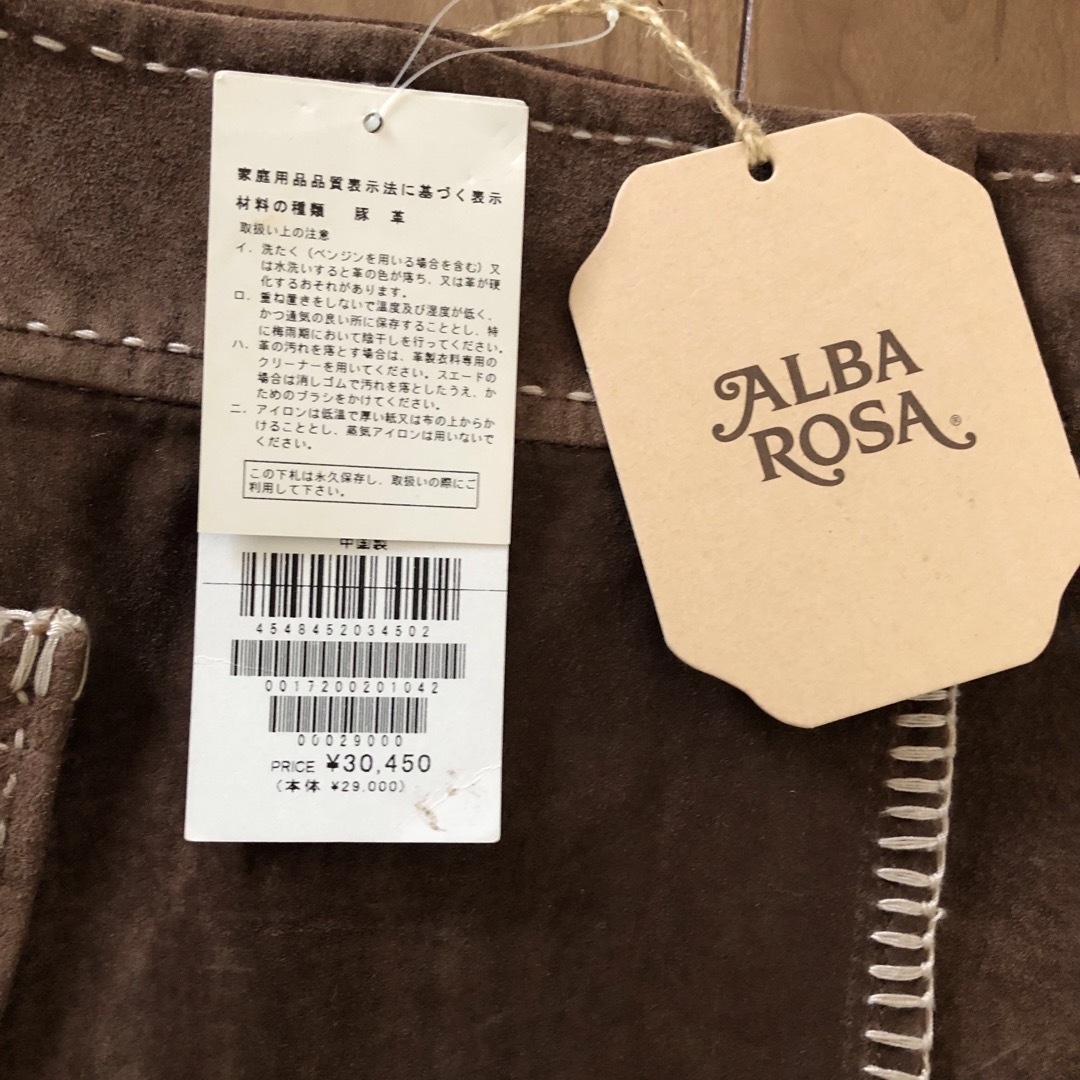 家庭用品品質表示法に基づく表示
材料の種類 豚 革
取扱い上の注意
イ．洗たく（ベンジンを用いる場合を含む）又
は水洗いすると革の色が落ち、又は革が硬
化するおそれがあります。
ロ．重ね置きをしないで温度及び湿度が低く、
かつ通気の良い所に保存することとし、特
に梅雨期において陰干しを行ってください。
ハ．革の汚れを落とす場合は、革製衣料専用の
クリーナーを用いてください。スエードの
場合は消しゴムで汚れを落としたうえ、か
ためのブラシをかけてください。
ニ．アイロンは低温で厚い紙又は布の上からか
けることとし、蒸気アイロンは用いないで
ください。
この下札は永久保存し、取扱いの際にご
利用して下さい。
中国製
4548452034502
0017200201042
00029000
PRICE ¥30,450
（本体 ¥29,000）
ALBA
ROSA®